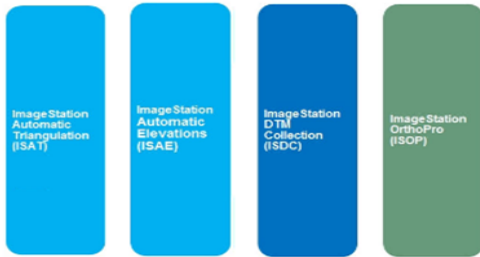 ImageStation
Automatic
Triangulation
(ISAT)
ImageStation
Automatic
Elevations
(ISAE)
ImageStation
DTM
Collection
(ISDC)
ImageStation
OrthoPro
(ISOP)